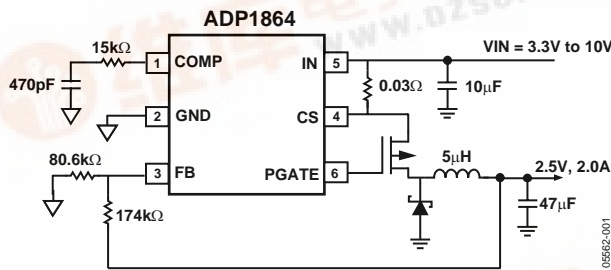 ADP1864
15kΩ
1
COMP
IN
5
VIN = 3.3V to 10V
470pF
0.03Ω
10μF
2
GND
CS
4
80.6kΩ
3
FB
PGATE
6
5μH
2.5V, 2.0A
174kΩ
47μF
05562-001